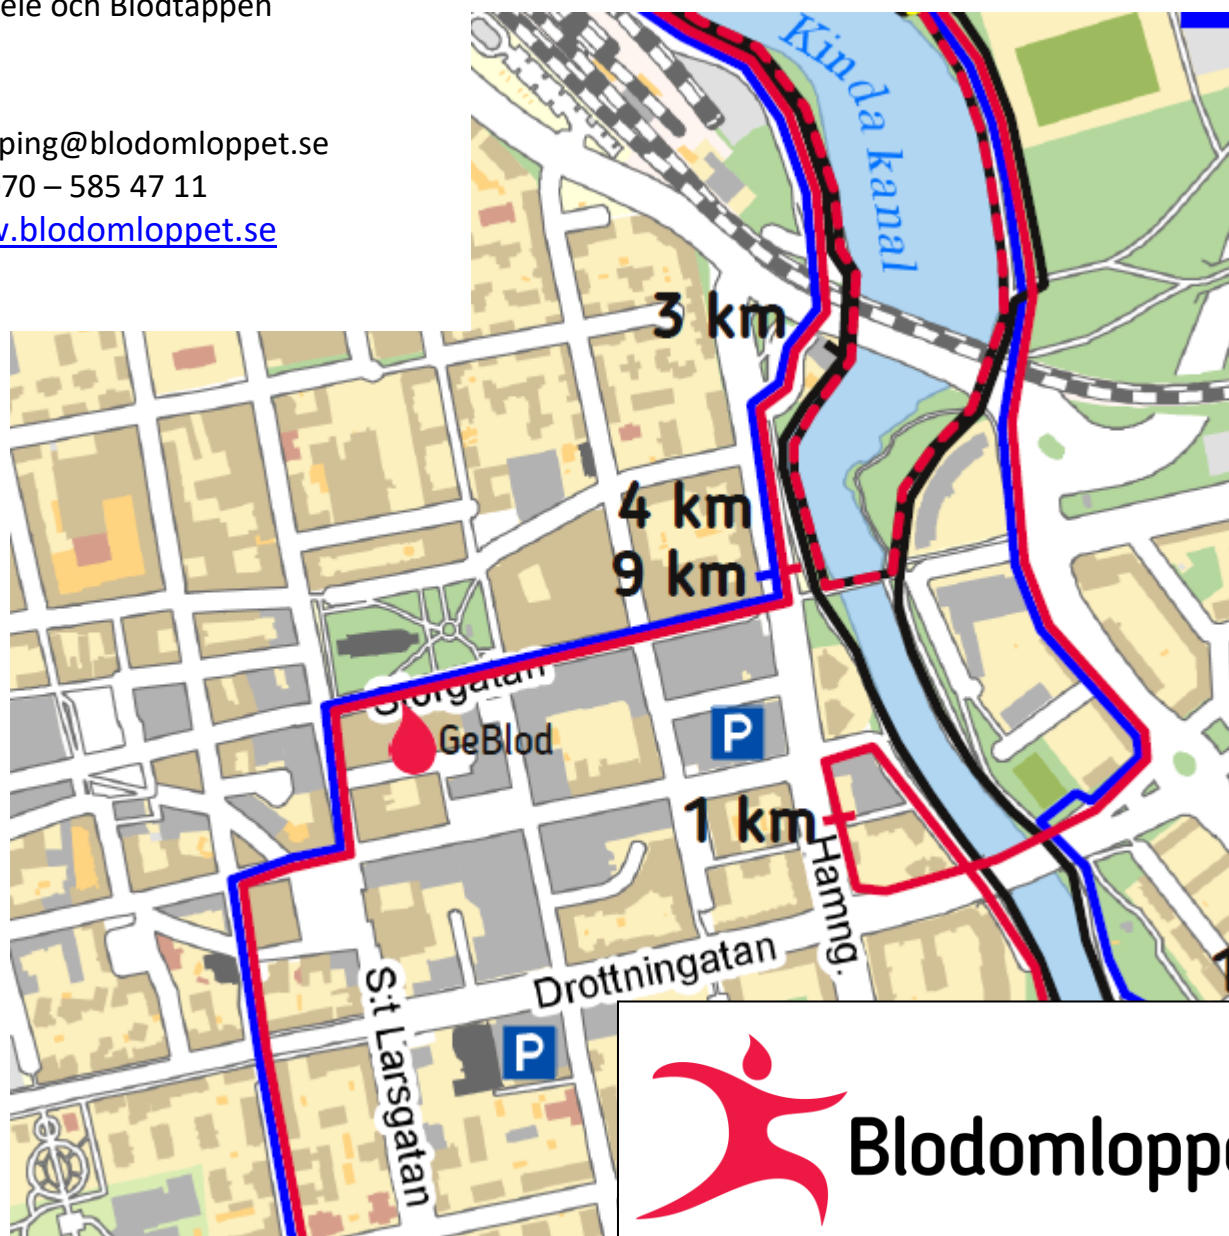 och Blodtappen
ping@blodomloppet.se
70 – 585 47 11
.blodomloppet.se
Kinda kanal
3 km
4 km
9 km
Storgatan
GeBlod
P
1 km
Hamng.
Drottningatan
S:t Larsgatan
P
Blodomlopp